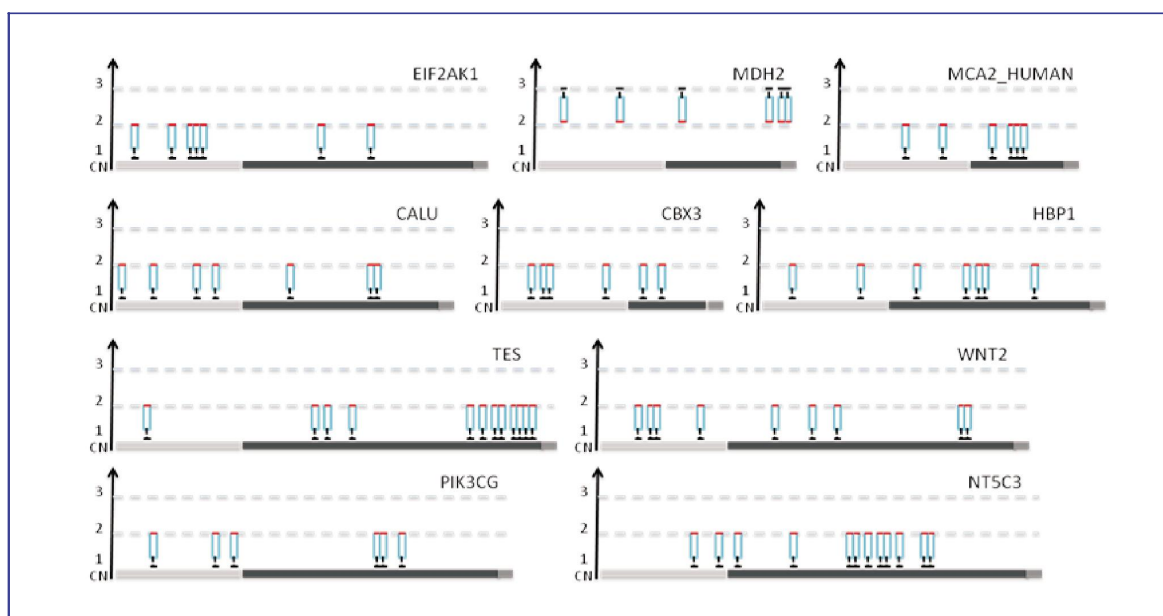 EIF2AK1
3
2
1
CN
MDH2
3
2
1
CN
MCA2_HUMAN
3
2
1
CN
CALU
3
2
1
CN
CBX3
3
2
1
CN
HBP1
3
2
1
CN
TES
3
2
1
CN
WNT2
3
2
1
CN
PIK3CG
3
2
1
CN
NT5C3
3
2
1
CN